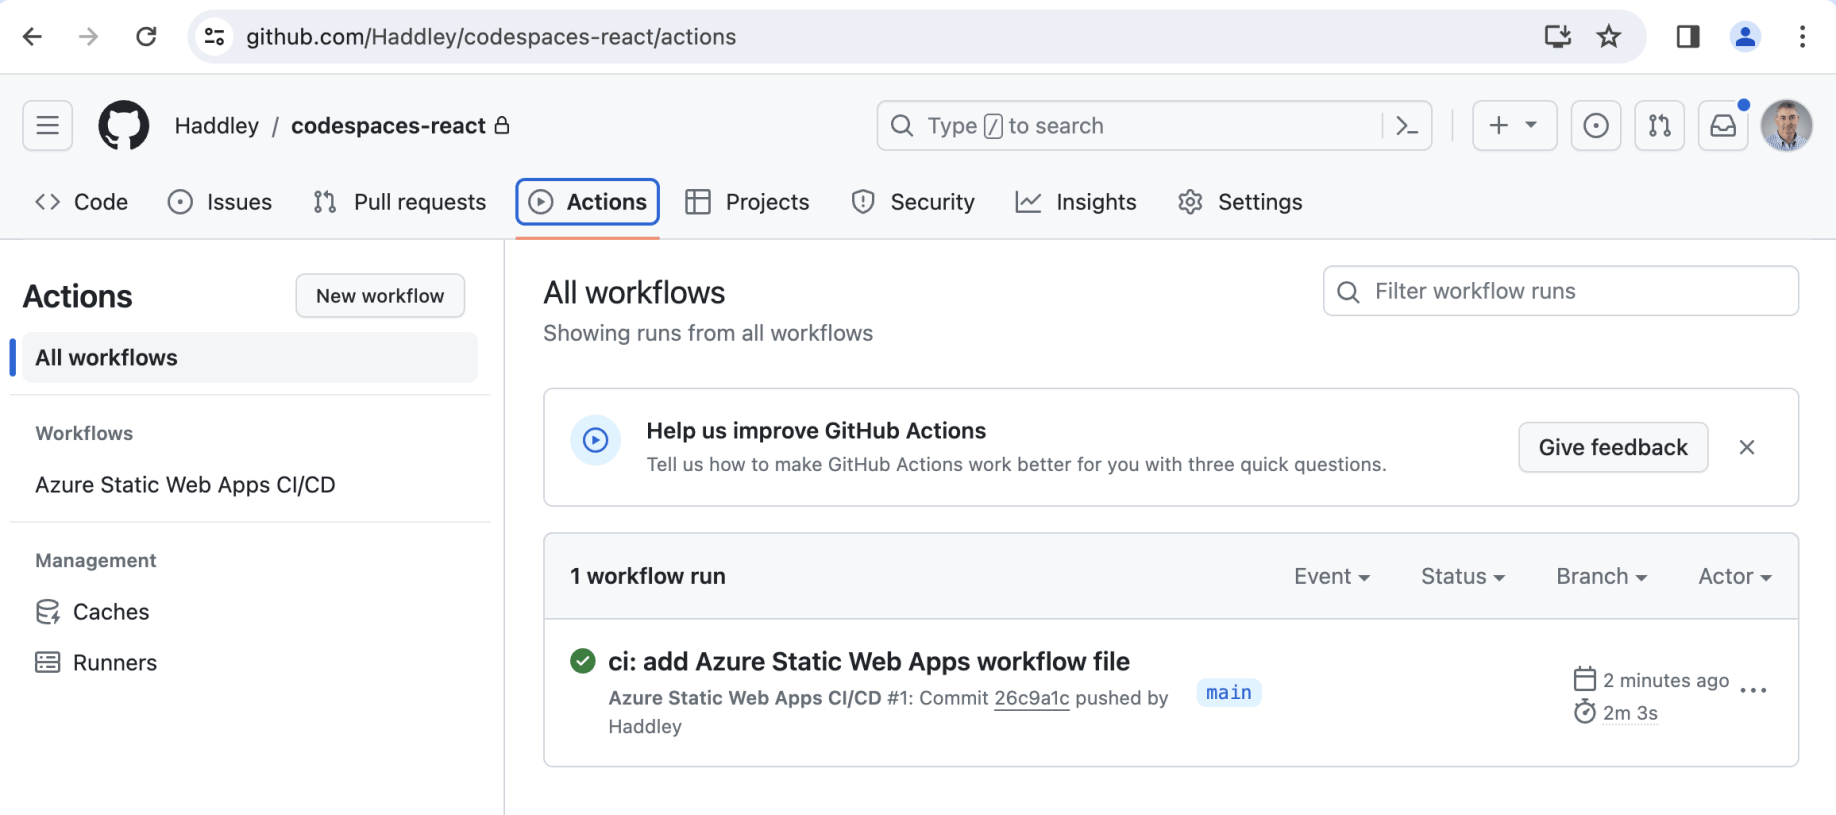 github.com/Haddley/codespaces-react/actions
Haddley / codespaces-react
Type / to search
Code Issues Pull requests Actions Projects Security Insights Settings
Actions
New workflow
All workflows
Workflows
Azure Static Web Apps CI/CD
Management
Caches
Runners
All workflows
Showing runs from all workflows
Filter workflow runs
Help us improve GitHub Actions
Tell us how to make GitHub Actions work better for you with three quick questions.
Give feedback
1 workflow run
Event Status Branch Actor
ci: add Azure Static Web Apps workflow file
Azure Static Web Apps CI/CD #1: Commit 26c9a1c pushed by
Haddley
main
2 minutes ago
2m 3s